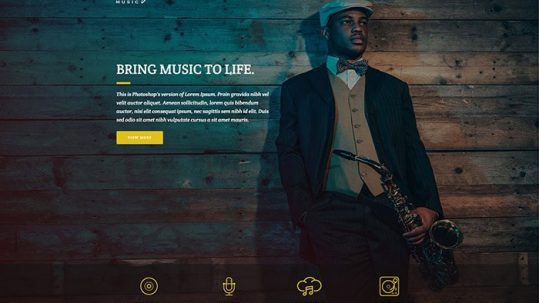 MUSIC
BRING MUSIC TO LIFE.
This is Photoshop's version of Lorem Ipsum. Proin gravida nibh vel
velit auctor aliquet. Aenean sollicitudin, lorem quis bibendum
auctor, nisi elit consequat ipsum, nec sagittis sem nibh id elit. Duis
sed odio sit amet nibh vulputate cursus a sit amet mauris.
VIEW MORE